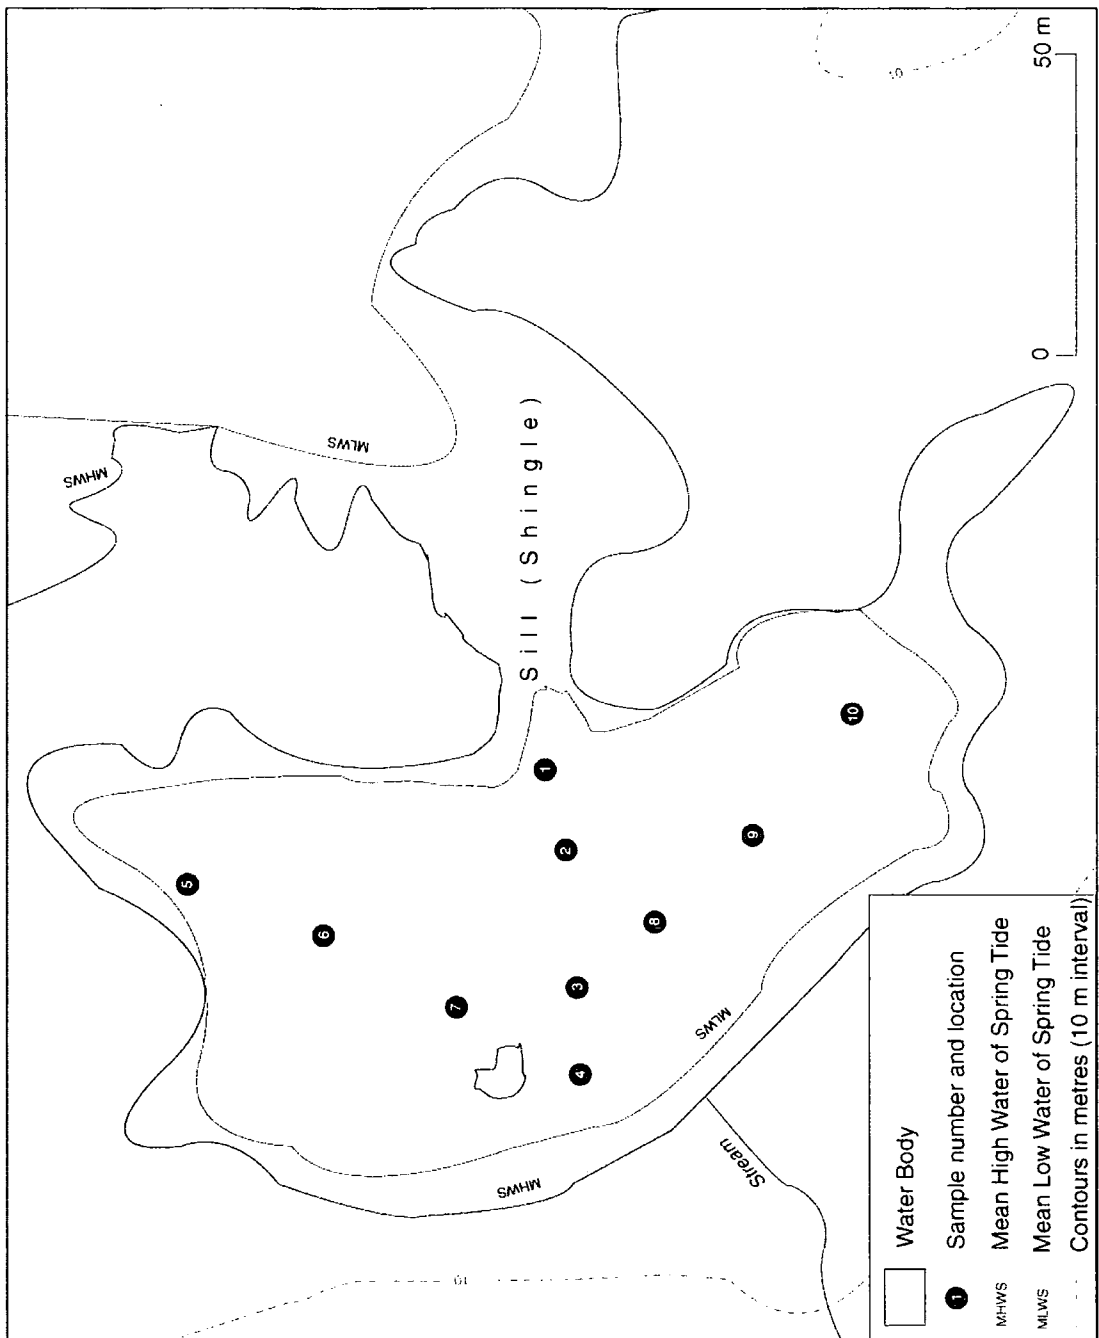 10
50 m
0
MHWS
MLWS
Sill (Shingle)
5
6
7
1
2
3
4
8
9
10
MLWS
MHWS
Stream
10
Water Body
1 Sample number and location
MHWS Mean High Water of Spring Tide
MLWS Mean Low Water of Spring Tide
Contours in metres (10 m interval)